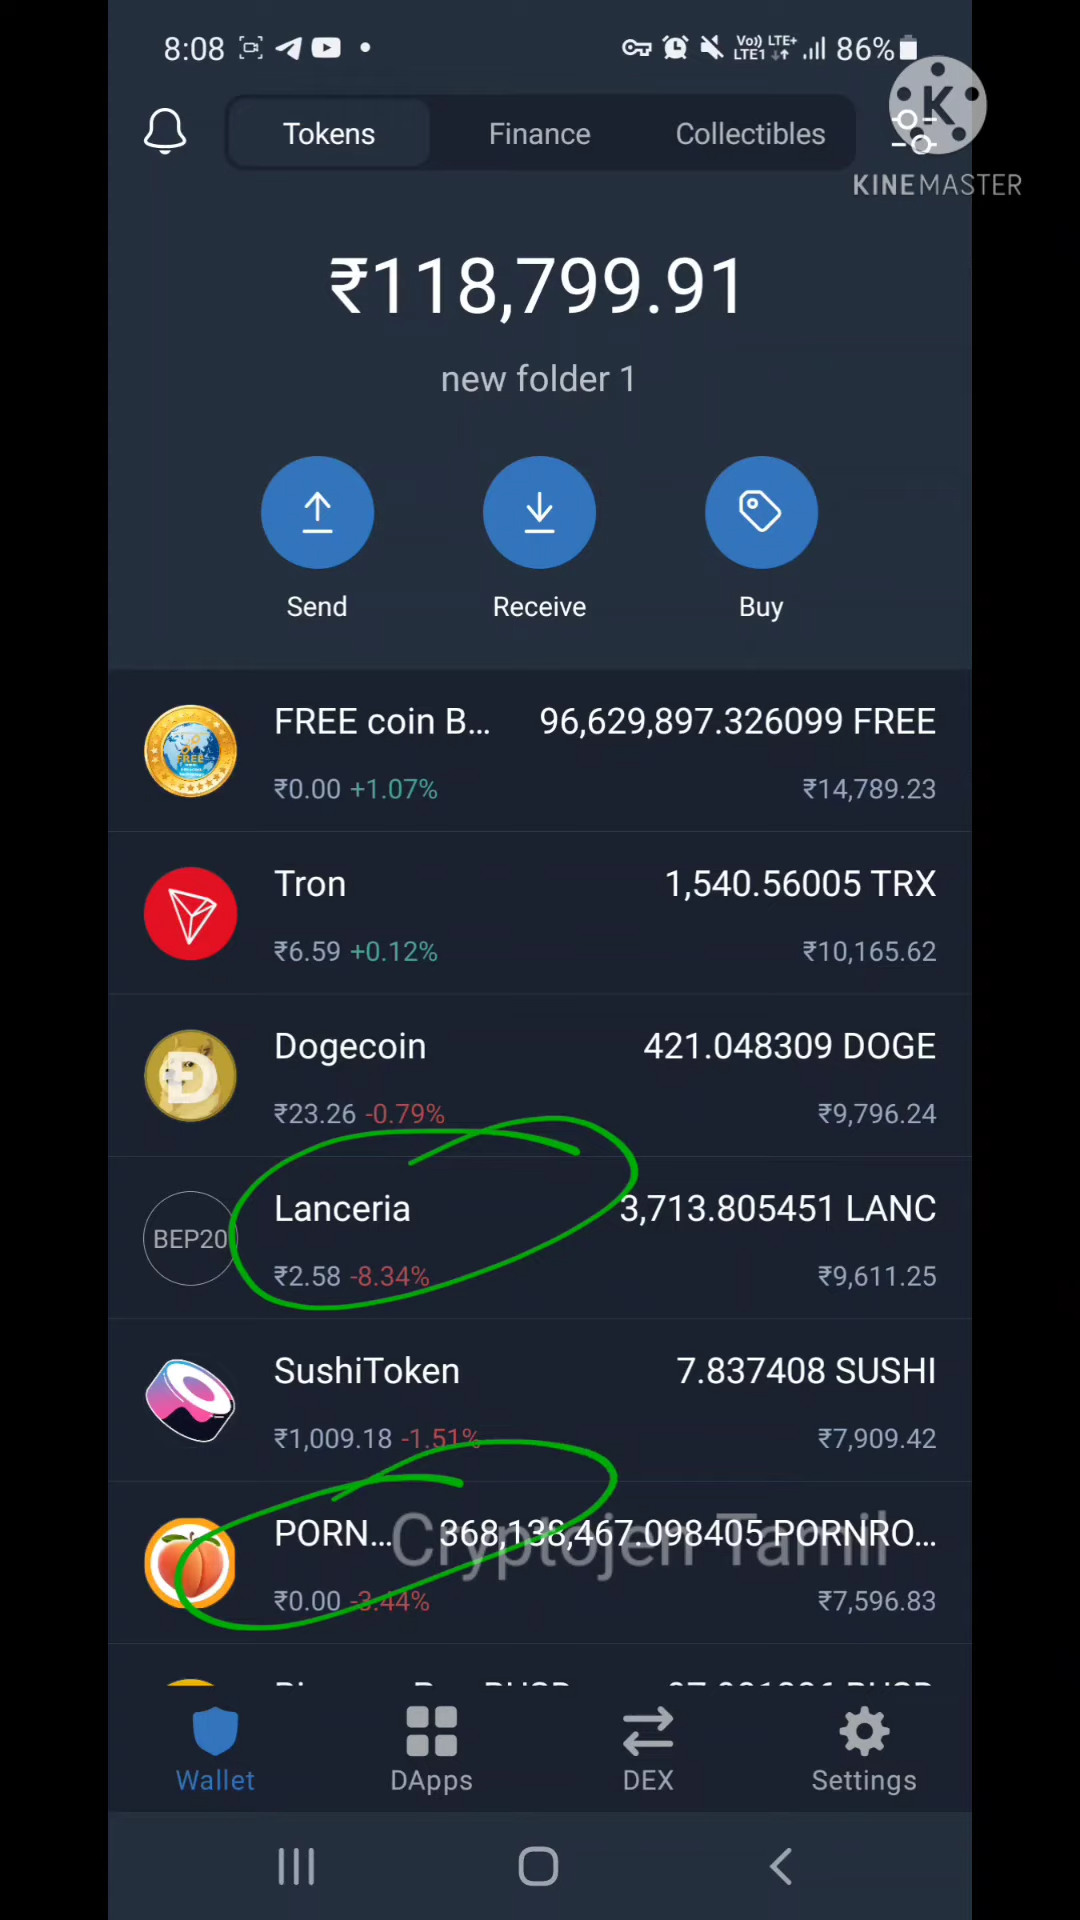 8:08 Vo)) LTE+ LTE1 86%
Tokens Finance Collectibles
K
KINEMASTER
₹118,799.91
new folder 1
Send Receive Buy
FREE coin B... 96,629,897.326099 FREE
FREE
₹0.00 +1.07% ₹14,789.23
Tron 1,540.56005 TRX
₹6.59 +0.12% ₹10,165.62
Dogecoin 421.048309 DOGE
₹23.26 -0.79% ₹9,796.24
Lanceria 3,713.805451 LANC
BEP20
₹2.58 -8.34% ₹9,611.25
SushiToken 7.837408 SUSHI
₹1,009.18 -1.51% ₹7,909.42
PORN... 368,138,467.098405 PORNRO...
Cryptojen Tamil
₹0.00 -3.44% ₹7,596.83
Wallet DApps DEX Settings